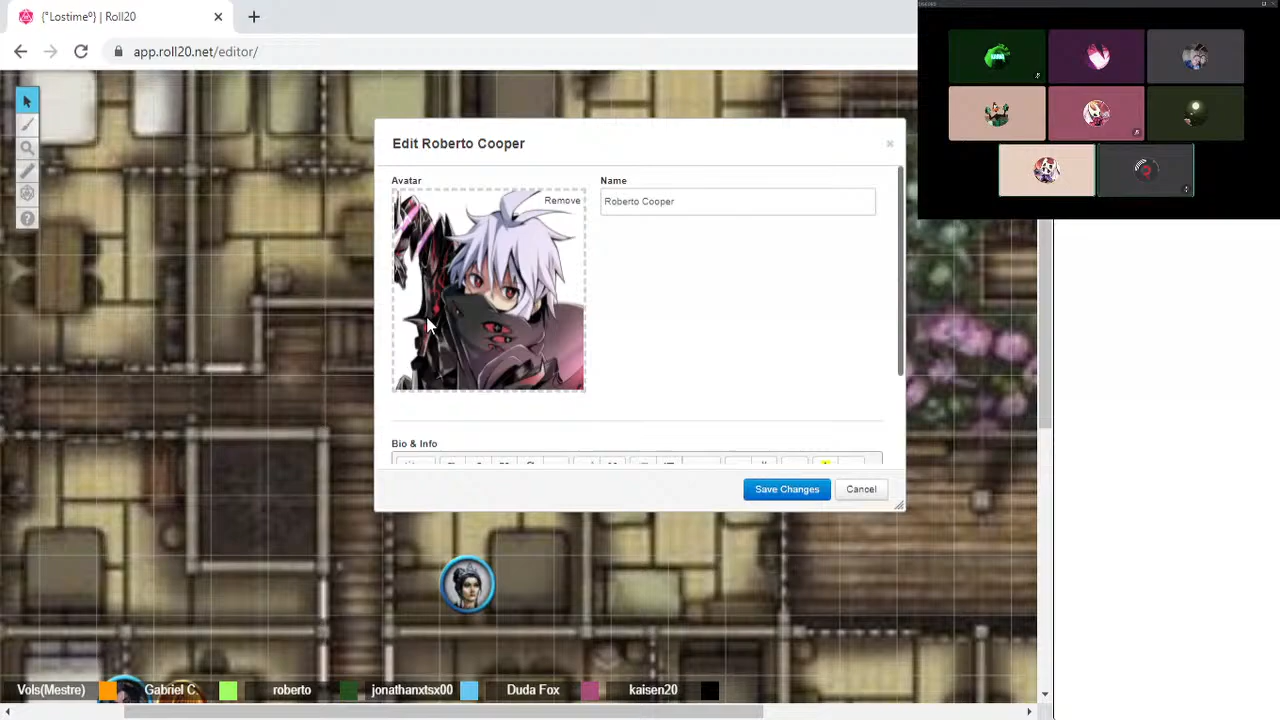 {°Lostimeº} | Roll20
app.roll20.net/editor/
Edit Roberto Cooper
Avatar
Name
Remove
Roberto Cooper
Bio & Info
Save Changes
Cancel
Vols(Mestre)
Gabriel C.
roberto
jonathanxtsx00
Duda Fox
kaisen20